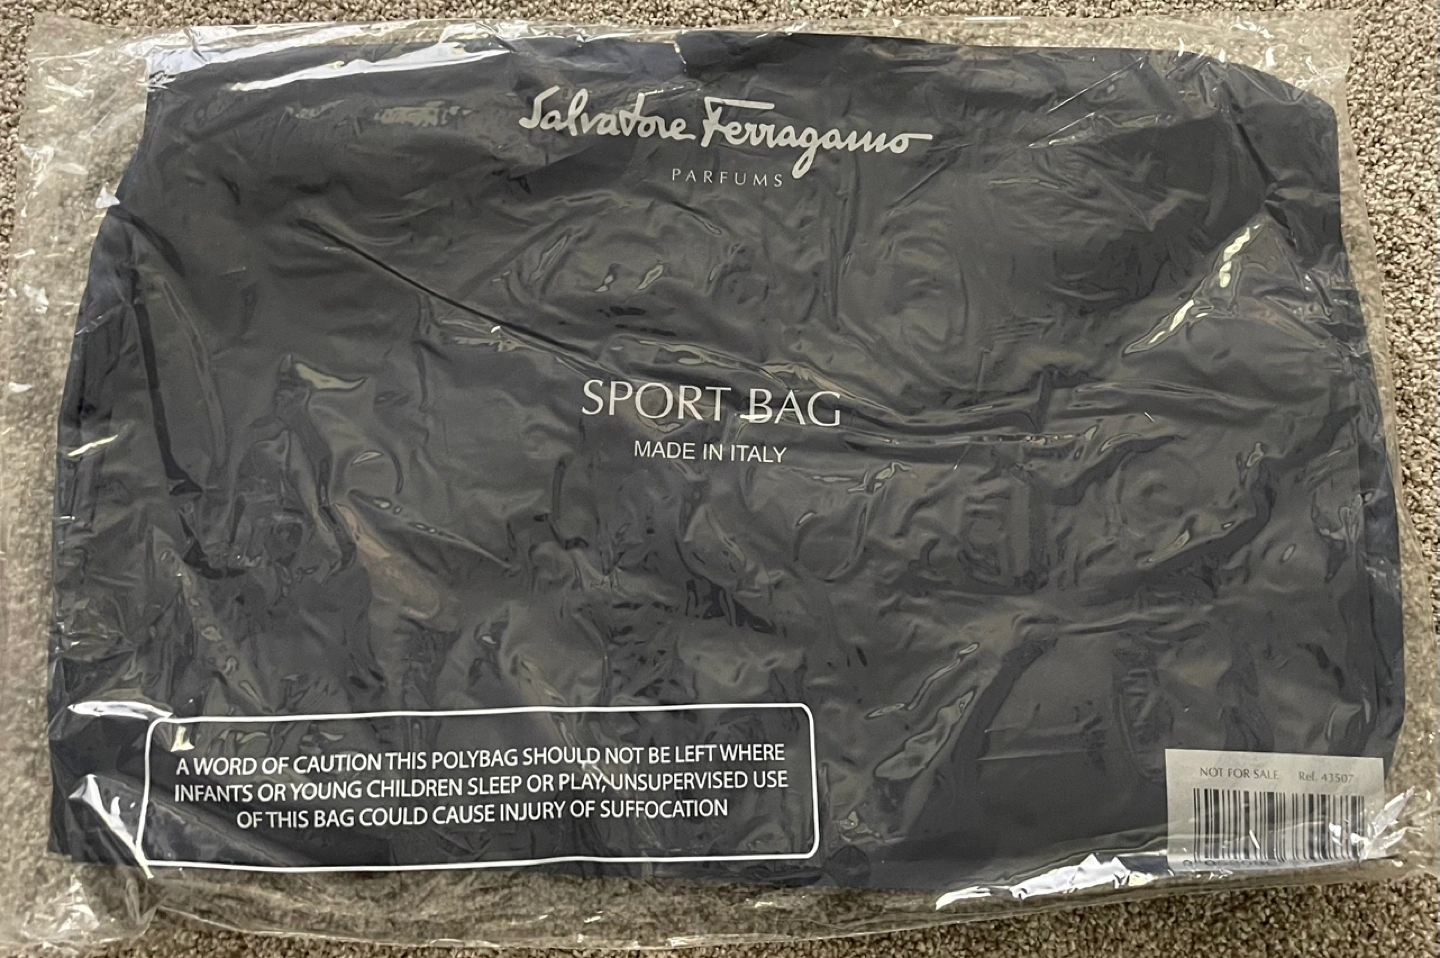 Salvatore Ferragamo
PARFUMS
SPORT BAG
MADE IN ITALY
A WORD OF CAUTION THIS POLYBAG SHOULD NOT BE LEFT WHERE
INFANTS OR YOUNG CHILDREN SLEEP OR PLAY, UNSUPERVISED USE
OF THIS BAG COULD CAUSE INJURY OF SUFFOCATION
NOT FOR SALE Ref. 43507